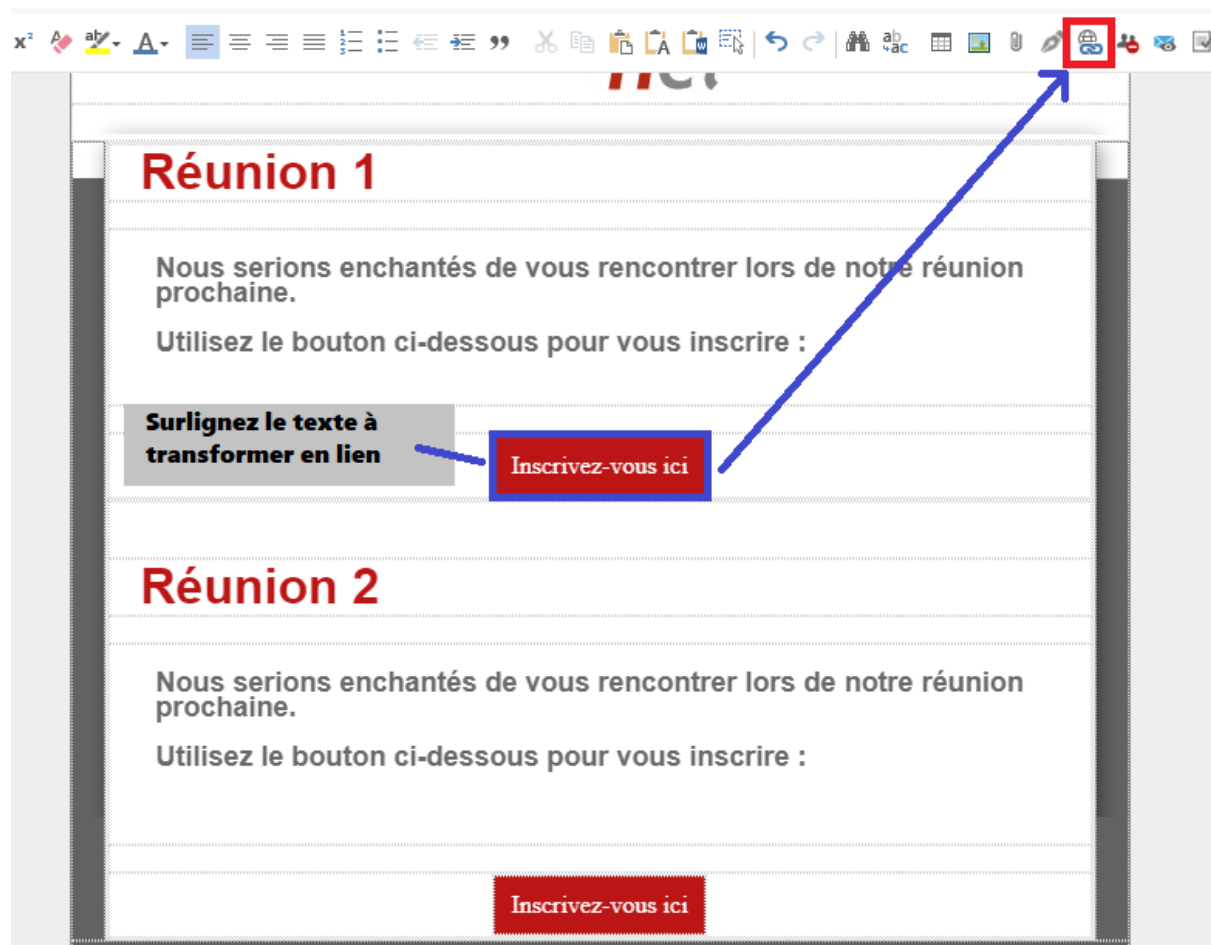 x²
Réunion 1
Nous serions enchantés de vous rencontrer lors de notre réunion
prochaine.
Utilisez le bouton ci-dessous pour vous inscrire :
Surlignez le texte à
transformer en lien
Inscrivez-vous ici
Réunion 2
Nous serions enchantés de vous rencontrer lors de notre réunion
prochaine.
Utilisez le bouton ci-dessous pour vous inscrire :
Inscrivez-vous ici